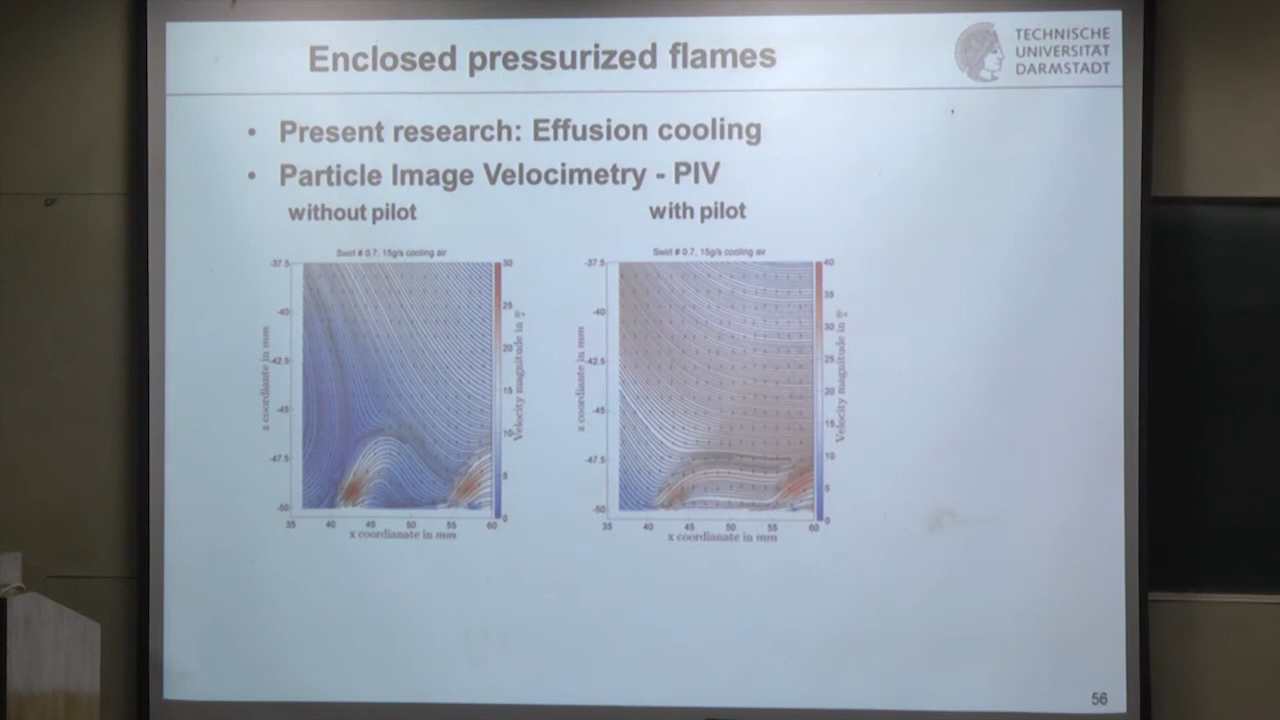 Enclosed pressurized flames
TECHNISCHE
UNIVERSITÄT
DARMSTADT
• Present research: Effusion cooling
• Particle Image Velocimetry - PIV
without pilot
with pilot
Swirl # 0.7, 15g/s cooling air
-37.5
-40
-42.5
-45
-47.5
-50
z coordiante in mm
35 40 45 50 55 60
x coordianate in mm
30
25
20
15
10
5
0
Velocity magnitude in
Swirl # 0.7, 15g/s cooling air
-37.5
-40
-42.5
-45
-47.5
-50
z coordiante in mm
35 40 45 50 55 60
x coordianate in mm
40
35
30
25
20
15
10
5
0
Velocity magnitude in
56